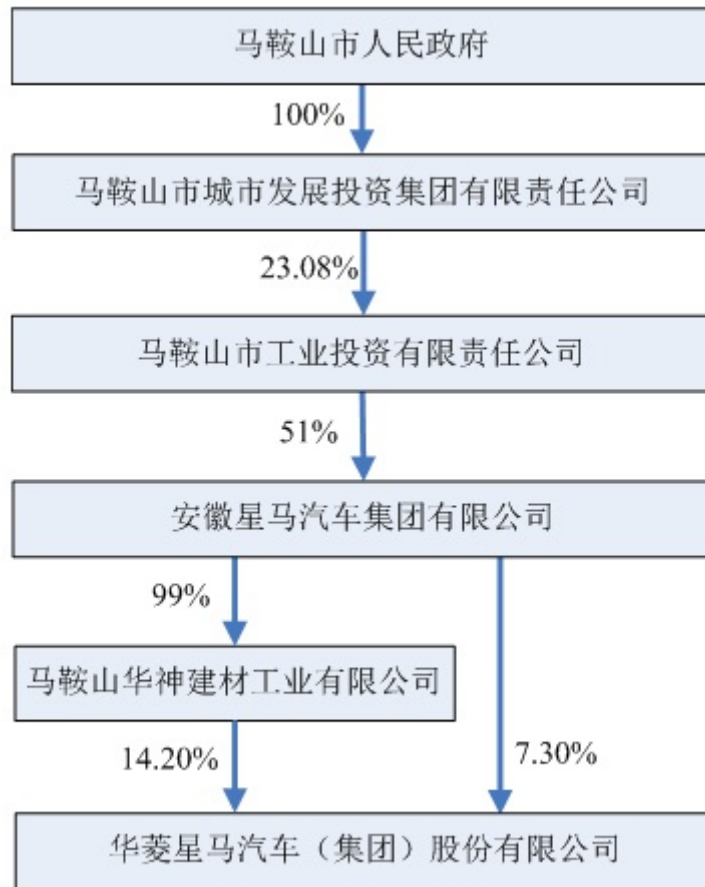 马鞍山市人民政府
100%
马鞍山市城市发展投资集团有限责任公司
23.08%
马鞍山市工业投资有限责任公司
51%
安徽星马汽车集团有限公司
99%
马鞍山华神建材工业有限公司
14.20%
7.30%
华菱星马汽车（集团）股份有限公司